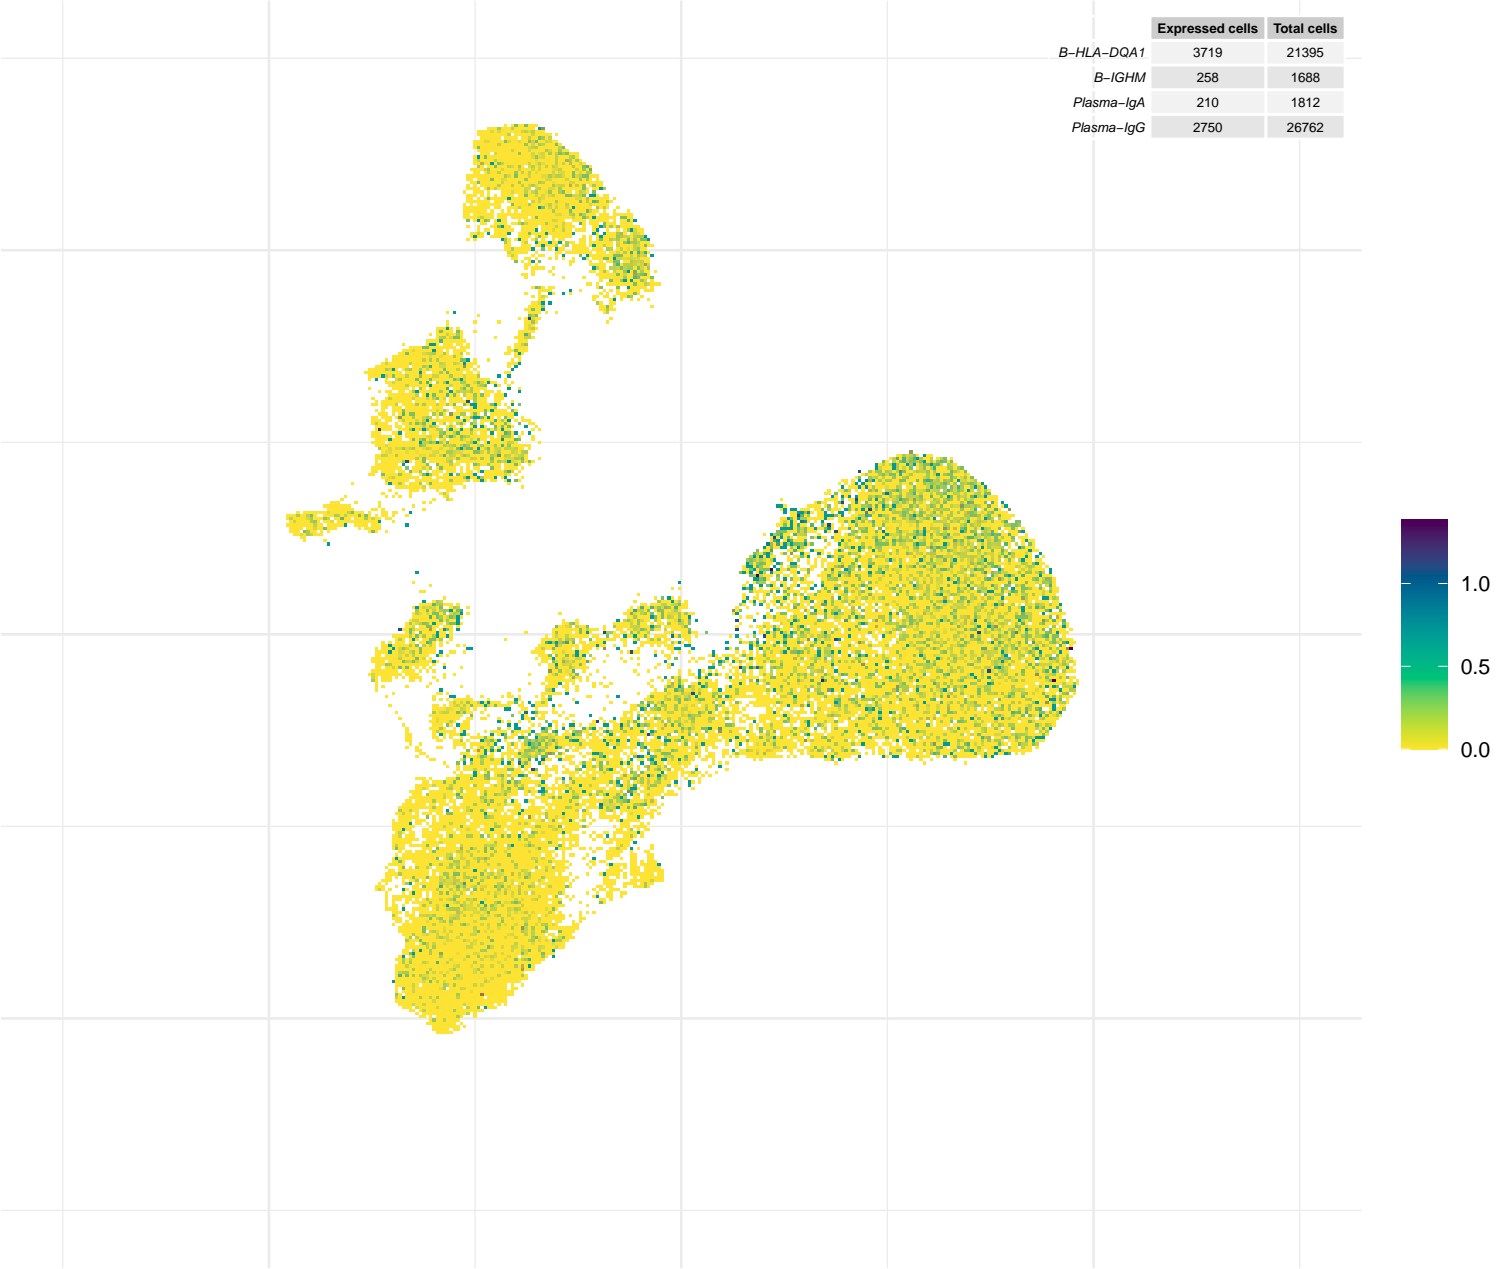 Expressed cells Total cells
B−HLA−DQA1 3719 21395
B−IGHM 258 1688
Plasma−IgA 210 1812
Plasma−IgG 2750 26762
1.0
0.5
0.0